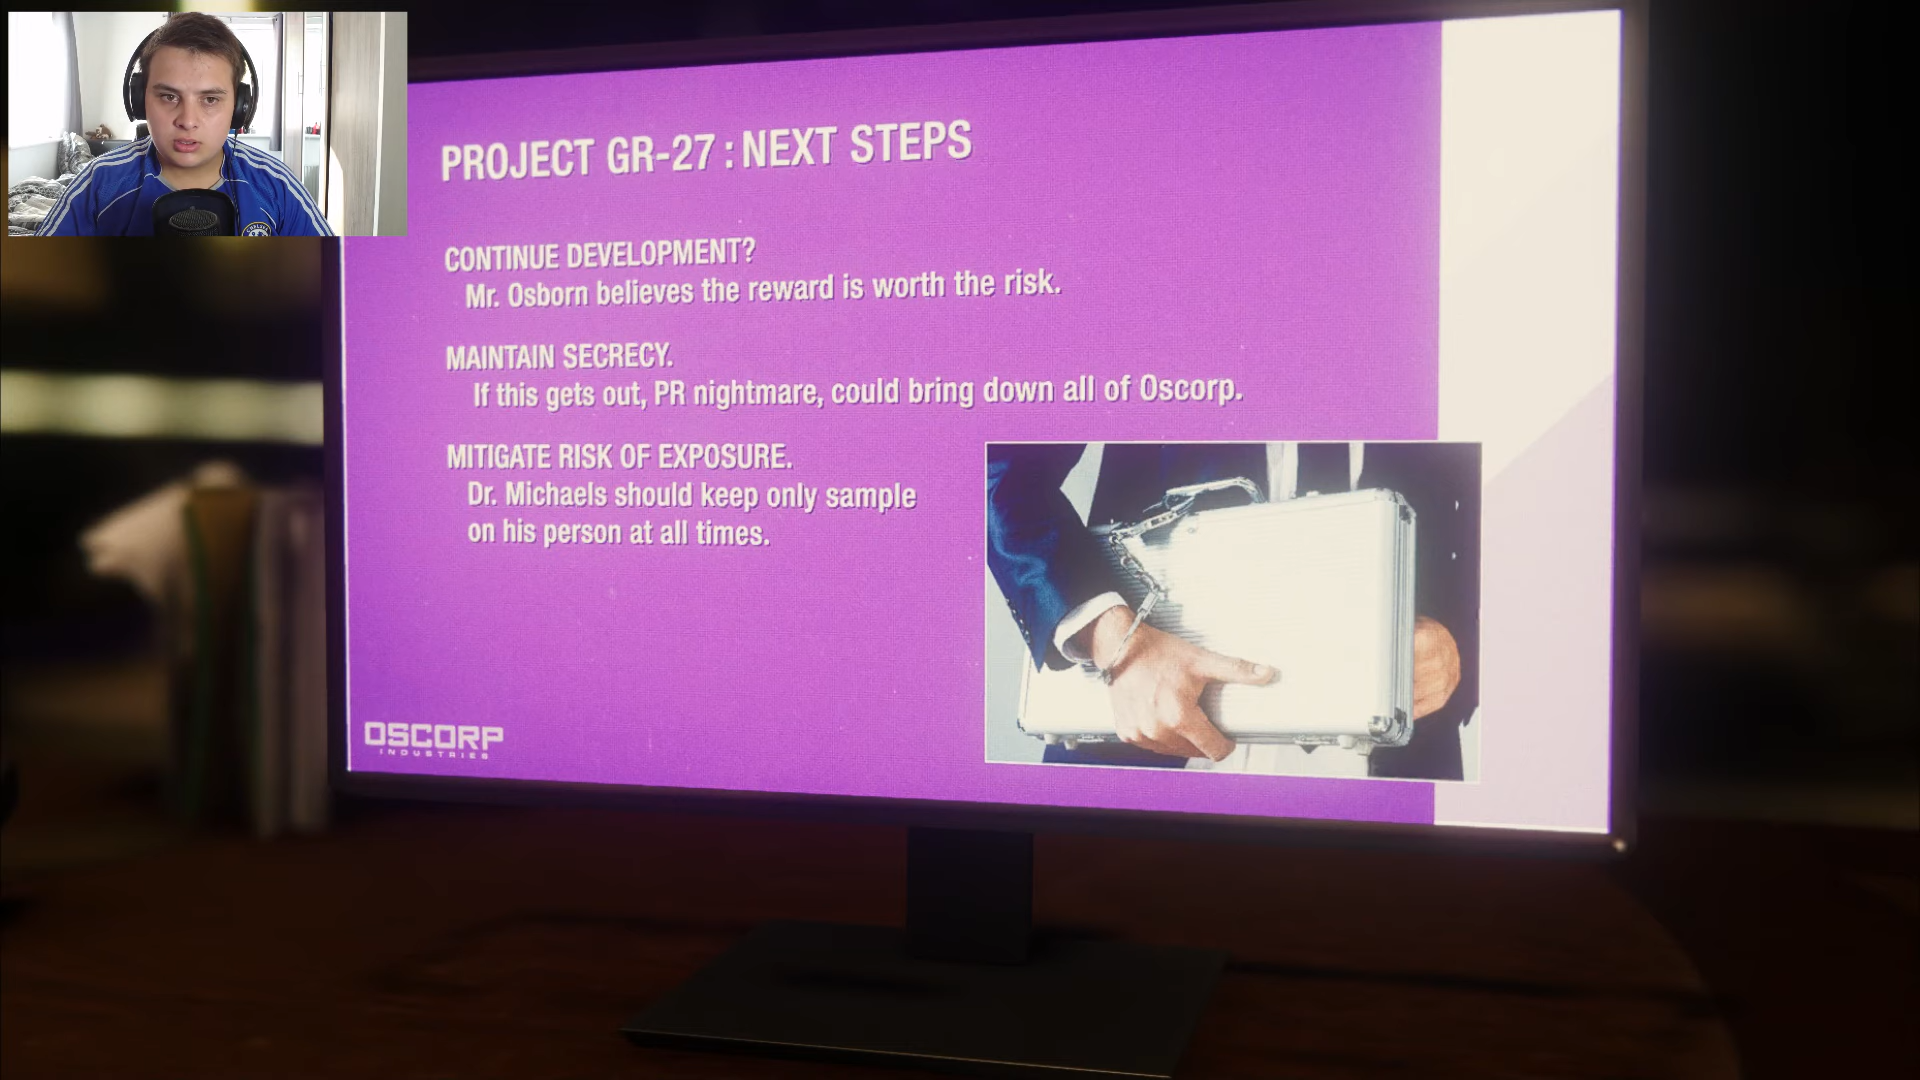 PROJECT GR-27 : NEXT STEPS
CONTINUE DEVELOPMENT?
Mr. Osborn believes the reward is worth the risk.
MAINTAIN SECRECY.
If this gets out, PR nightmare, could bring down all of Oscorp.
MITIGATE RISK OF EXPOSURE.
Dr. Michaels should keep only sample
on his person at all times.
OSCORP
INDUSTRIES